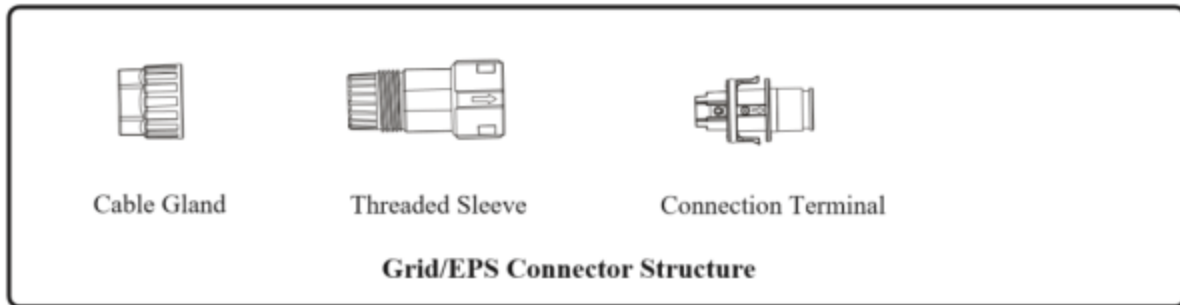 Cable Gland Threaded Sleeve Connection Terminal
Grid/EPS Connector Structure